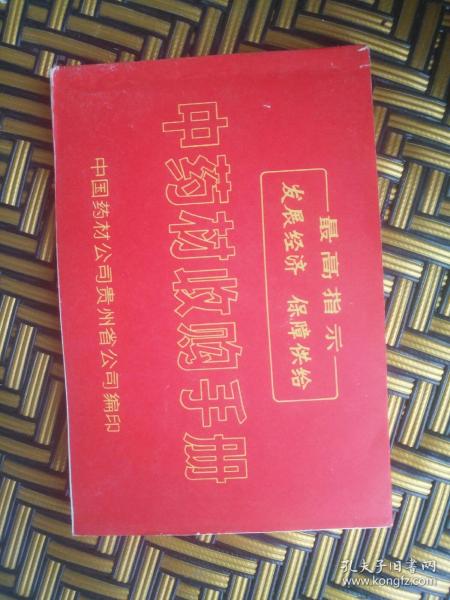 最高指示
发展经济 保障供给
中药材收购手册
中国药材公司贵州省公司编印
孔夫子旧书网
www.kongfz.com